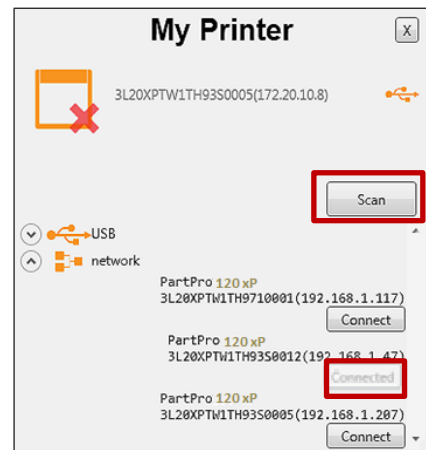 My Printer
X
3L20XPTW1TH93S0005(172.20.10.8)
Scan
USB
network
PartPro 120 xP
3L20XPTW1TH9710001(192.168.1.117)
Connect
PartPro 120 xP
3L20XPTW1TH93S0012(192.168.1.47)
Connected
PartPro 120 xP
3L20XPTW1TH93S0005(192.168.1.207)
Connect